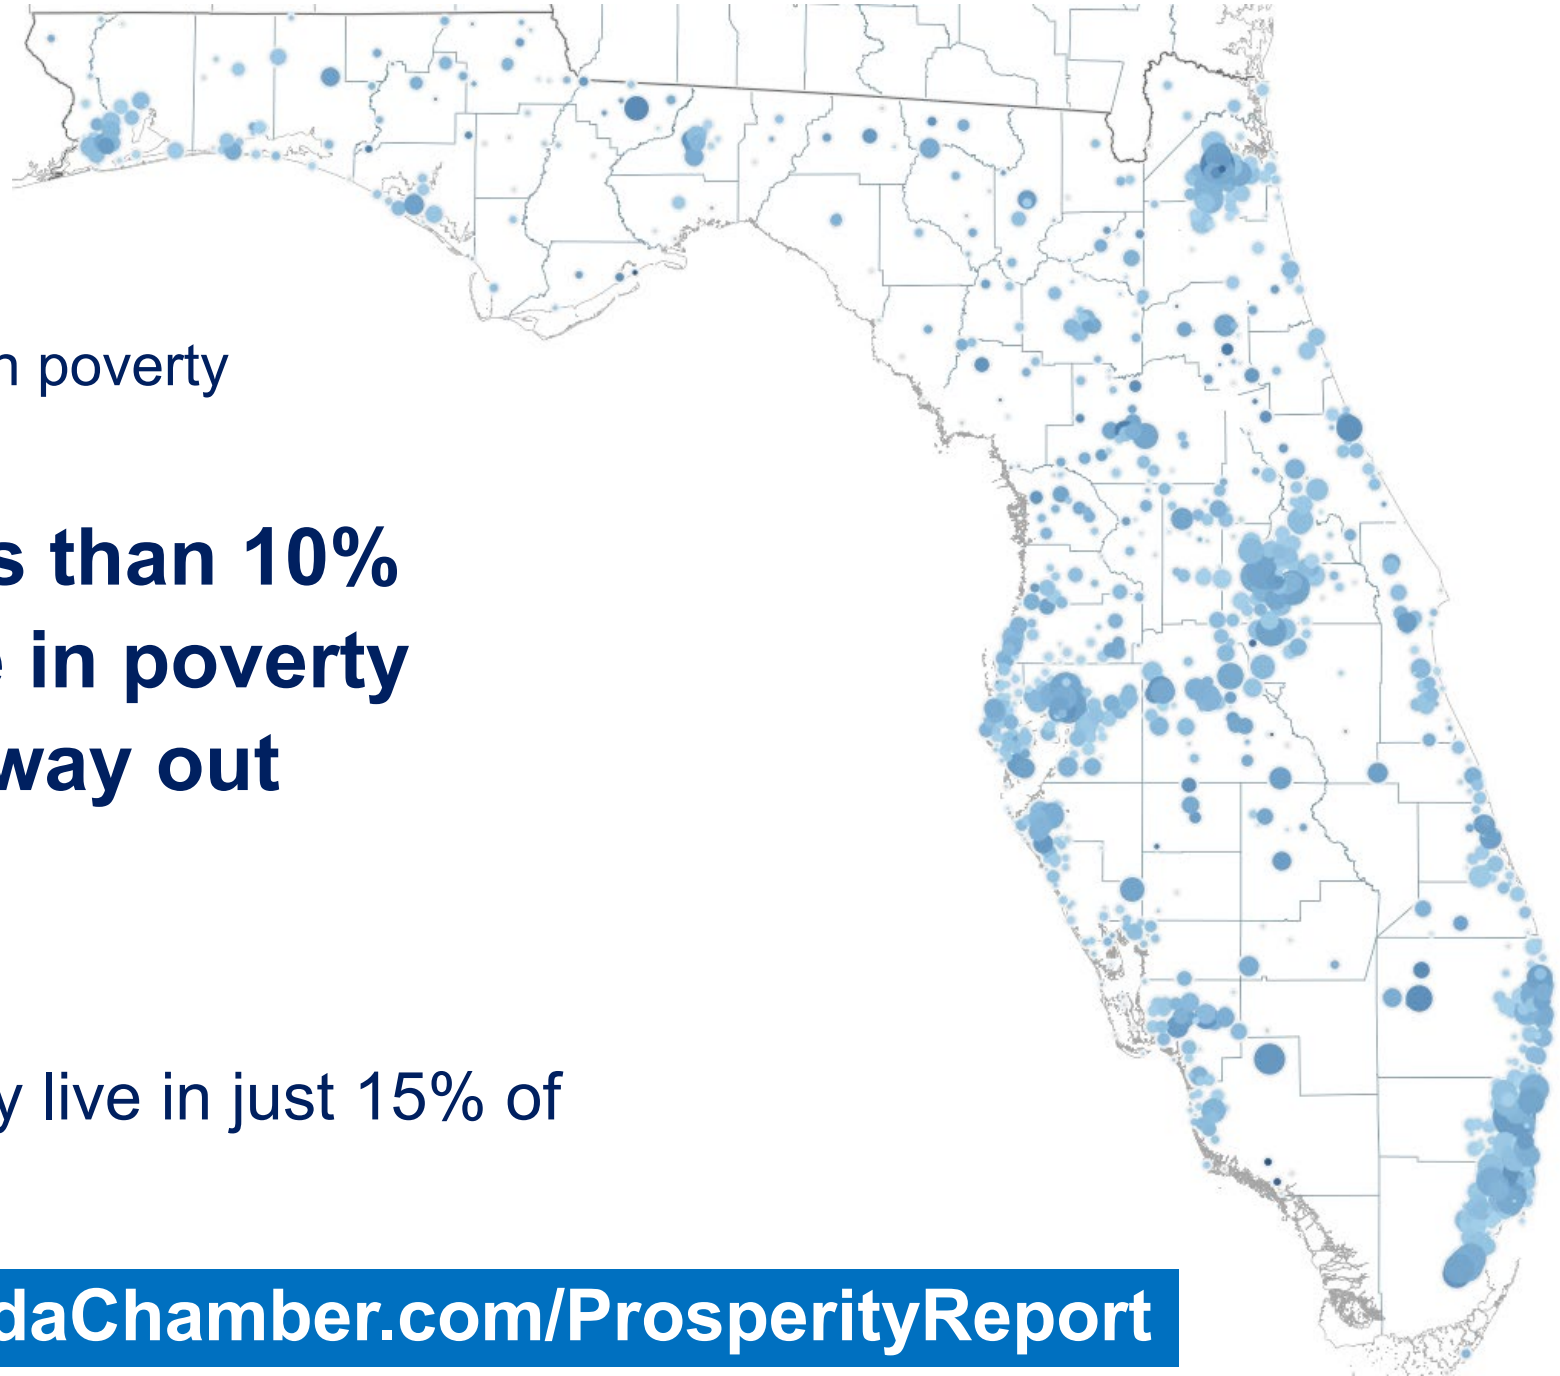 n poverty
s than 10%
e in poverty
way out
y live in just 15% of
daChamber.com/ProsperityReport